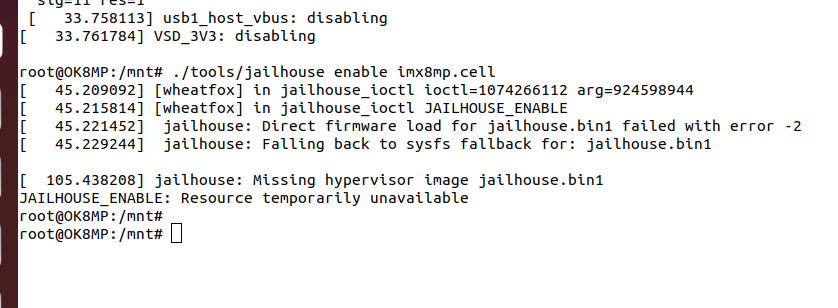 [   33.758113] usb1_host_vbus: disabling
[   33.761784] VSD_3V3: disabling
root@OK8MP:/mnt# ./tools/jailhouse enable imx8mp.cell
[   45.209092] [wheatfox] in jailhouse_ioctl ioctl=1074266112 arg=924598944
[   45.215814] [wheatfox] in jailhouse_ioctl JAILHOUSE_ENABLE
[   45.221452]  jailhouse: Direct firmware load for jailhouse.bin1 failed with error -2
[   45.229244]  jailhouse: Falling back to sysfs fallback for: jailhouse.bin1
[  105.438208] jailhouse: Missing hypervisor image jailhouse.bin1
JAILHOUSE_ENABLE: Resource temporarily unavailable
root@OK8MP:/mnt#
root@OK8MP:/mnt#